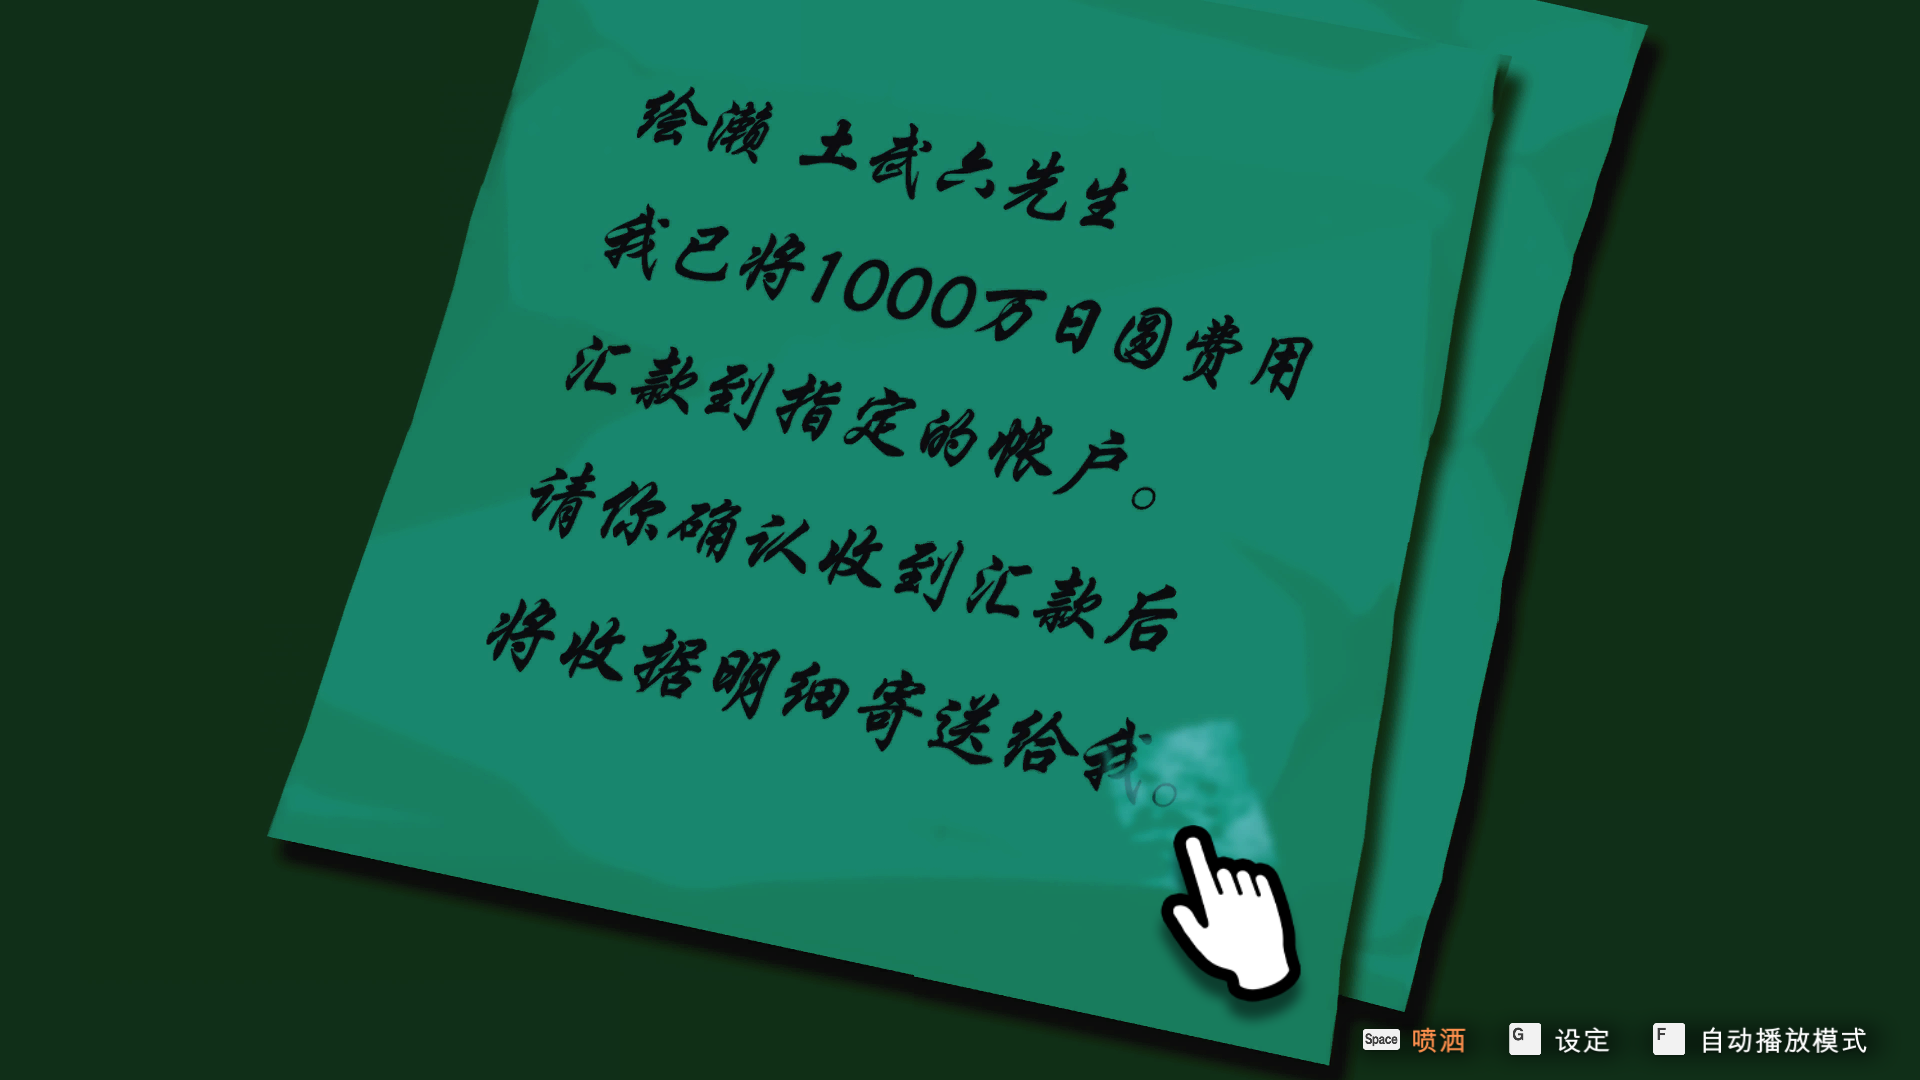 绘濑 土武六先生
我已将1000万日圆费用
汇款到指定的帐户。
请你确认收到汇款后
将收据明细寄送给我。
Space 喷洒 G 设定 F 自动播放模式